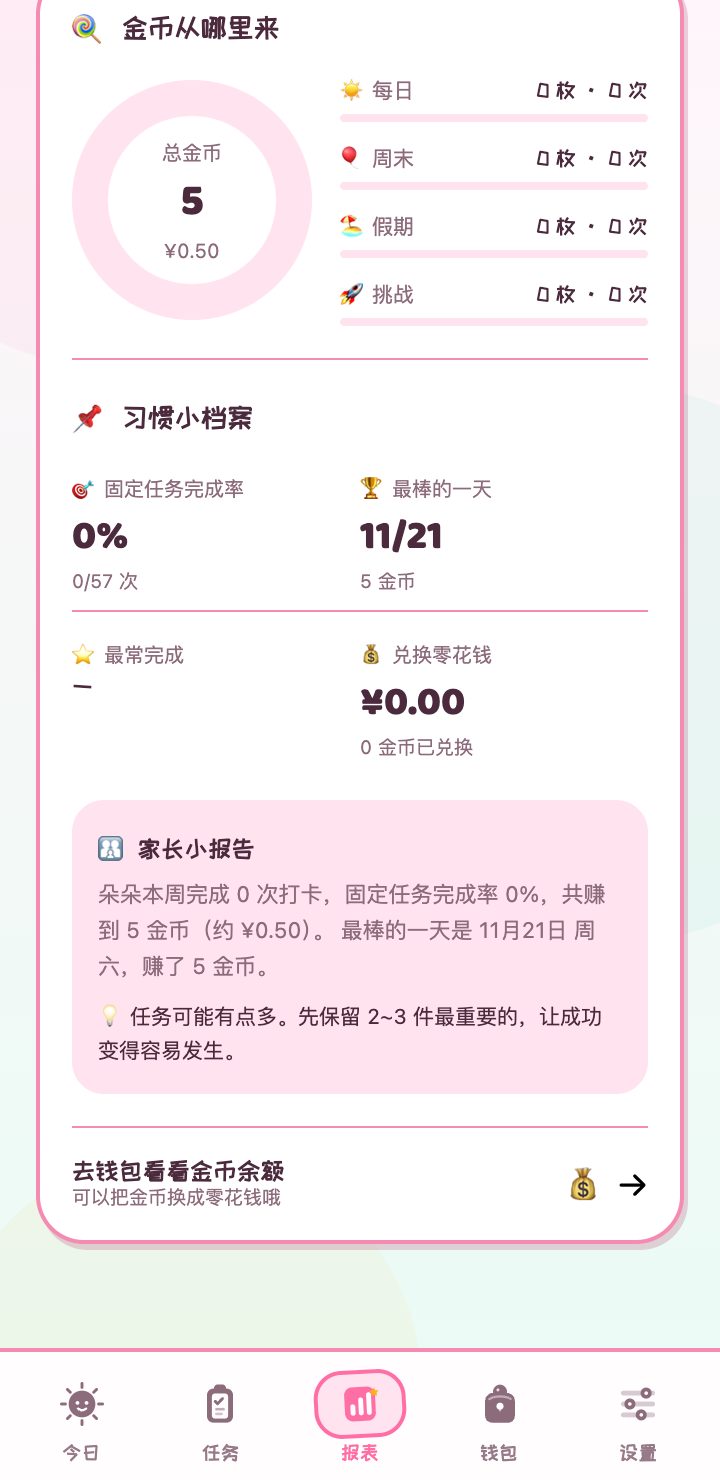 金币从哪里来
总金币
5
¥0.50
每日 0 枚 · 0 次
周末 0 枚 · 0 次
假期 0 枚 · 0 次
挑战 0 枚 · 0 次
习惯小档案
固定任务完成率
0%
0/57 次
最棒的一天
11/21
5 金币
最常完成
—
兑换零花钱
¥0.00
0 金币已兑换
家长小报告
朵朵本周完成 0 次打卡，固定任务完成率 0%，共赚
到 5 金币（约 ¥0.50）。 最棒的一天是 11月21日 周
六，赚了 5 金币。
任务可能有点多。先保留 2~3 件最重要的，让成功
变得容易发生。
去钱包看看金币余额
可以把金币换成零花钱哦
今日
任务
报表
钱包
设置